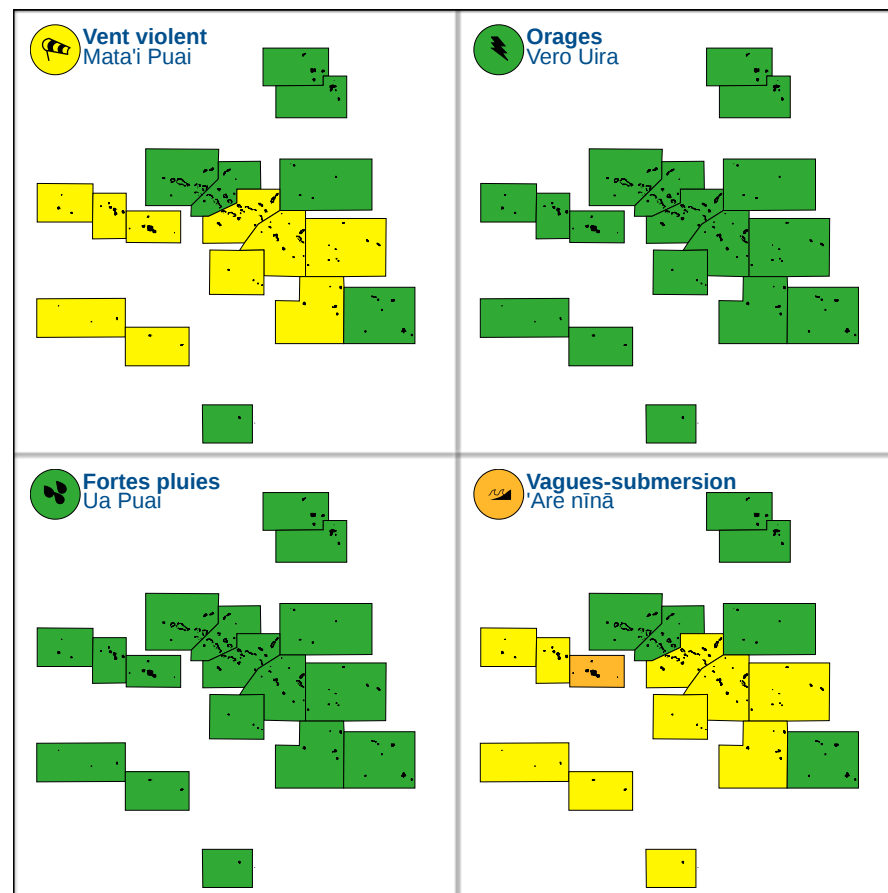 Vent violent
Mata'i Puai
Orages
Vero Uira
Fortes pluies
Ua Puai
Vagues-submersion
'Are nīnā